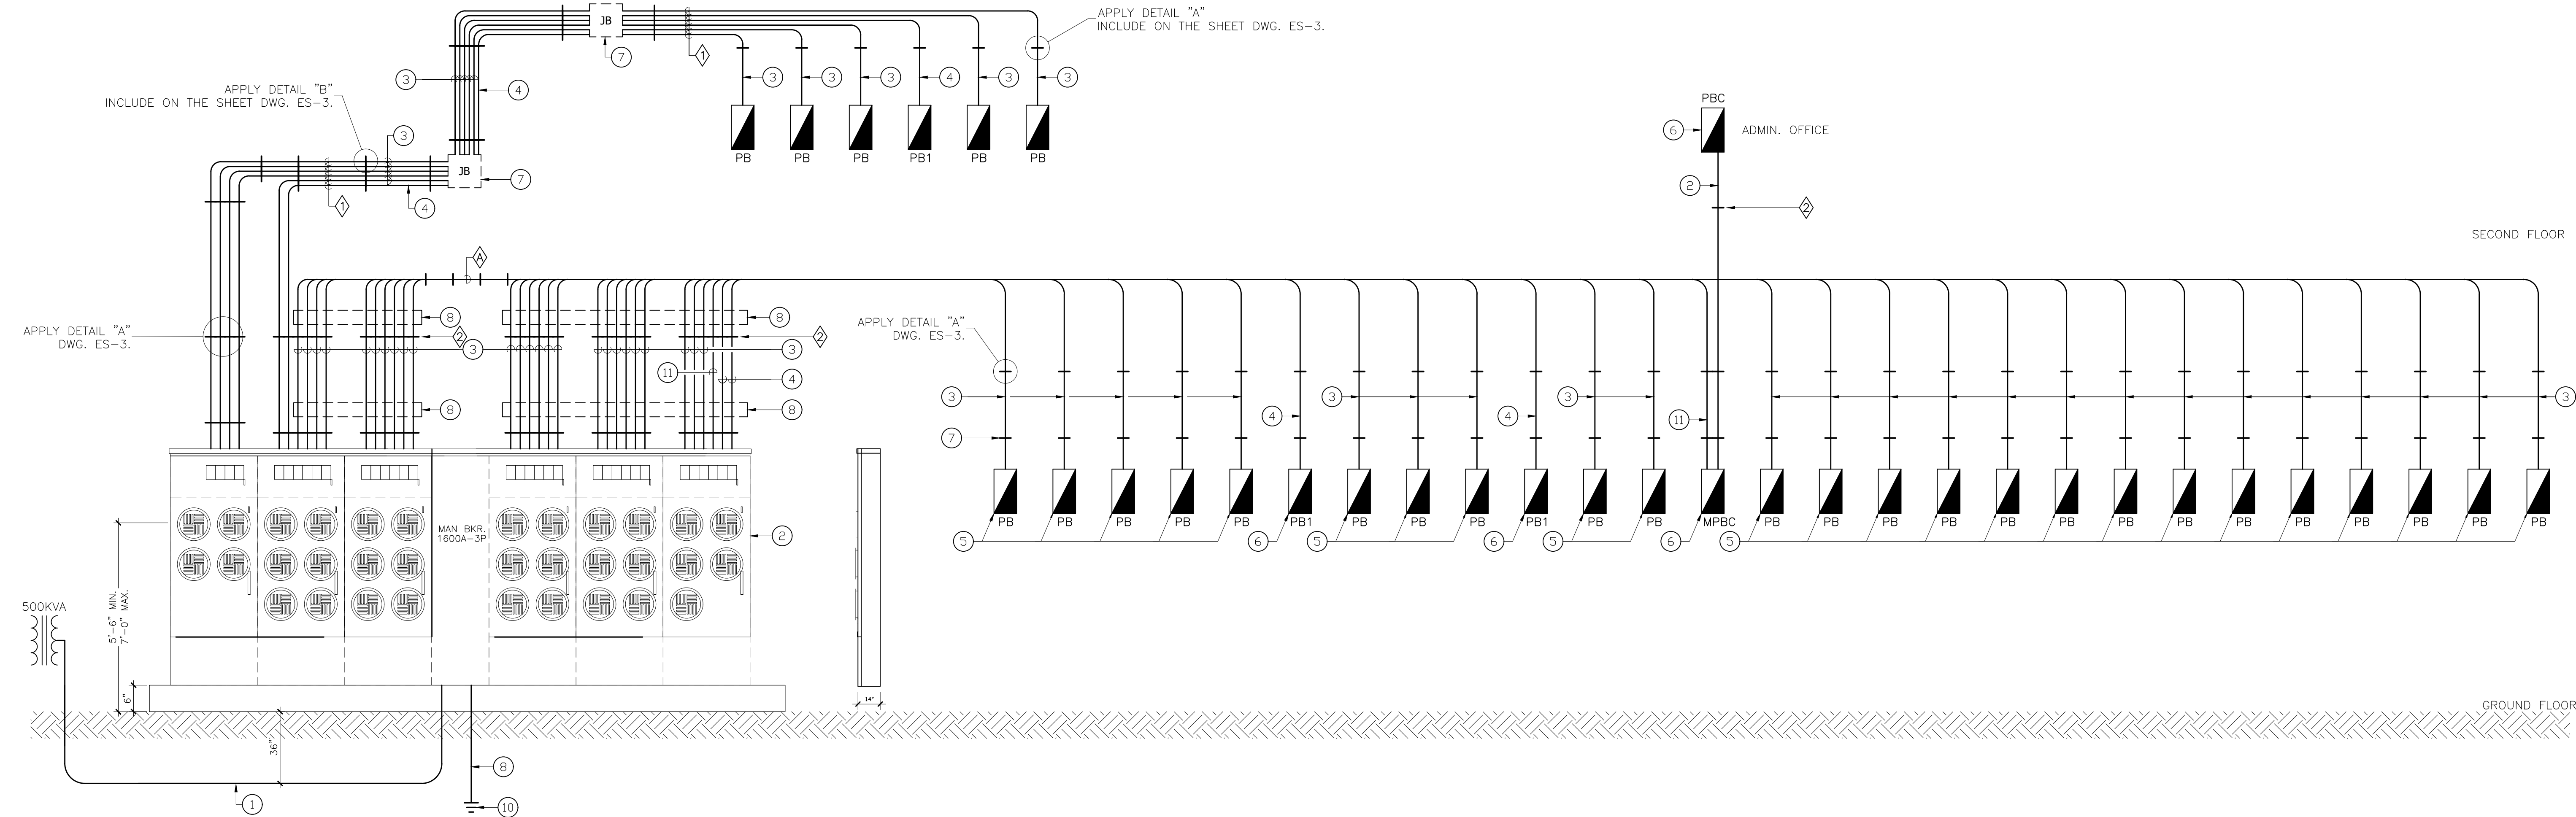 JB
APPLY DETAIL "A"
INCLUDE ON THE SHEET DWG. ES-3.
7
1
3
3
3
4
3
3
3
4
APPLY DETAIL "B"
INCLUDE ON THE SHEET DWG. ES-3.
PB
PB
PB
PB1
PB
PB
PBC
6
ADMIN. OFFICE
3
JB
7
2
1
4
2
SECOND FLOOR
A
8
8
APPLY DETAIL "A"
DWG. ES-3.
2
2
APPLY DETAIL "A"
DWG. ES-3.
3
3
11
4
8
8
3
4
3
4
3
11
3
7
PB
PB
PB
PB
PB
PB1
PB
PB
PB
PB1
PB
PB
MPBC
PB
PB
PB
PB
PB
PB
PB
PB
PB
PB
PB
PB
PB
PB
5
6
5
6
5
6
5
MAN BKR.
1600A-3P
2
500KVA
5'-6" MIN.
7'-0" MAX.
6"
14"
GROUND FLOOR
36"
8
1
10